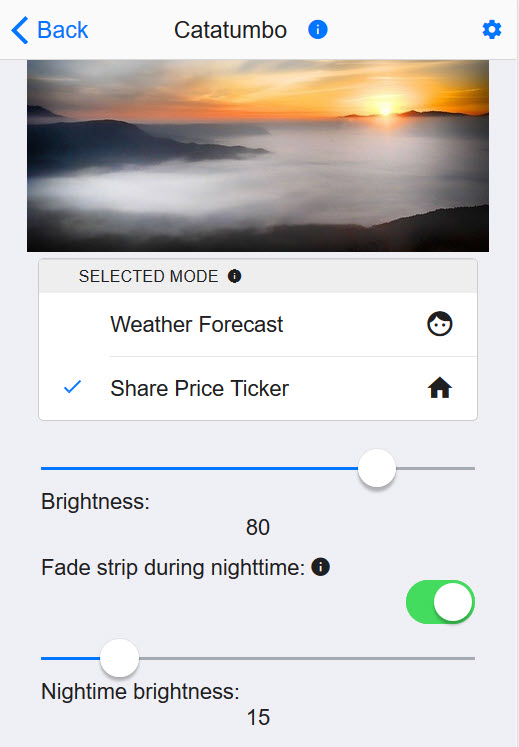 Back Catatumbo
SELECTED MODE
Weather Forecast
Share Price Ticker
Brightness:
80
Fade strip during nighttime:
Nightime brightness:
15